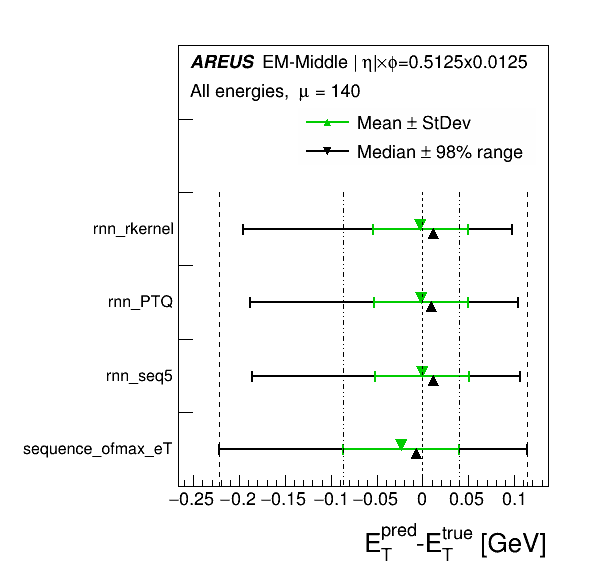 AREUS EM-Middle | η|×ϕ=0.5125x0.0125
All energies, μ = 140
Mean ± StDev
Median ± 98% range
rnn_rkernel
rnn_PTQ
rnn_seq5
sequence_ofmax_eT
−0.25 −0.2 −0.15 −0.1 −0.05 0 0.05 0.1
E_T^pred-E_T^true [GeV]